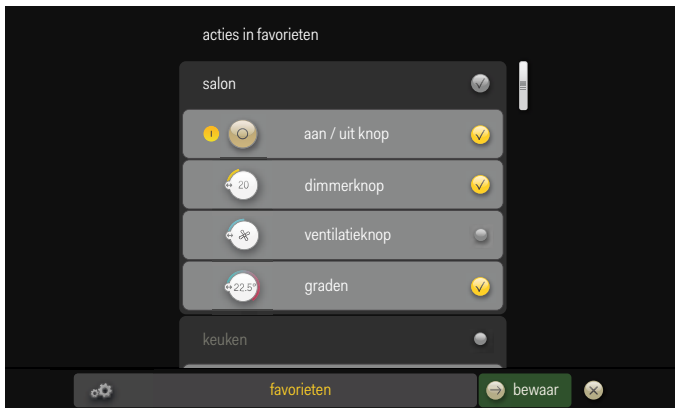 acties in favorieten
salon
aan / uit knop
20
dimmerknop
ventilatieknop
22.5°
graden
keuken
favorieten
bewaar